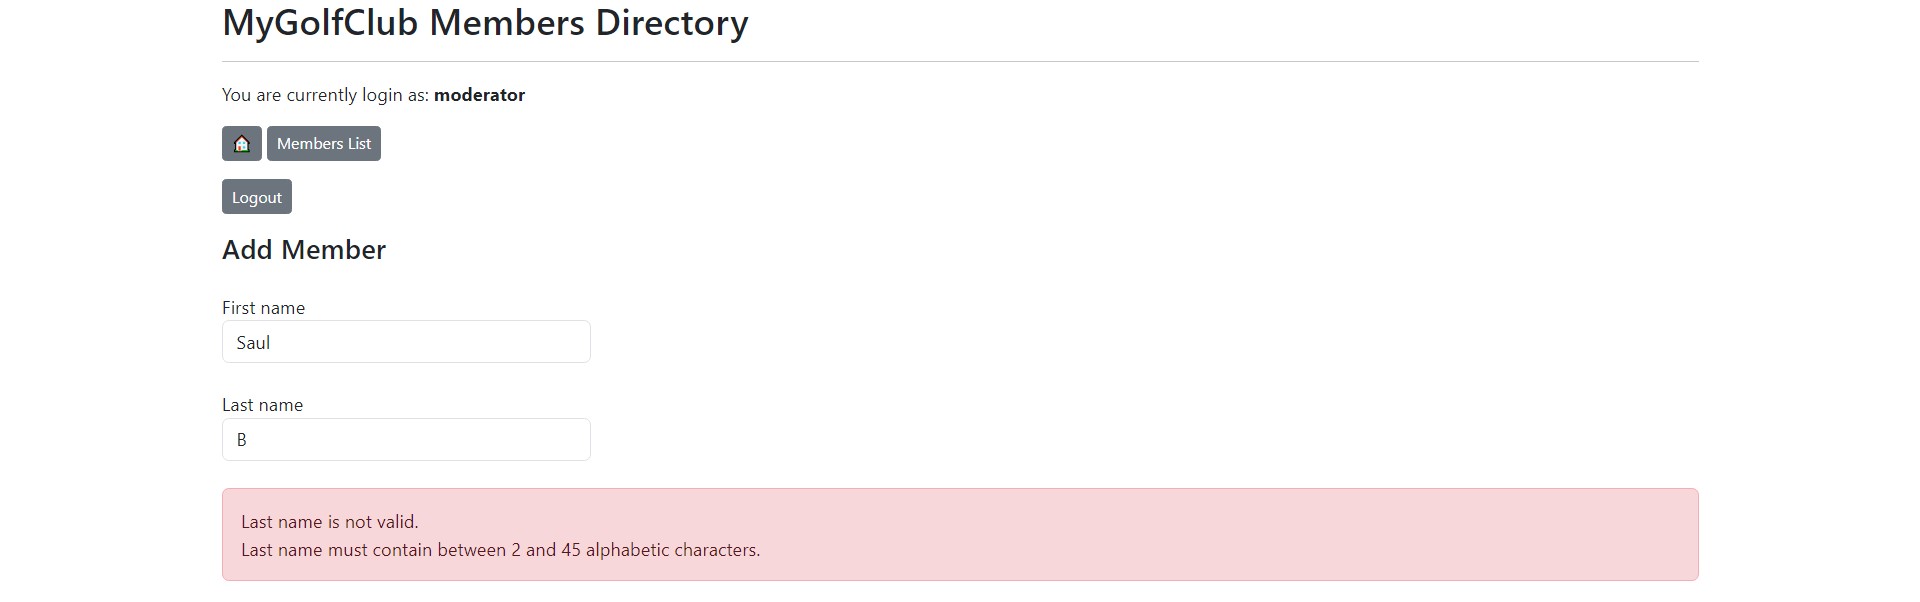 MyGolfClub Members Directory
You are currently login as: moderator
Members List
Logout
Add Member
First name
Saul
Last name
B
Last name is not valid.
Last name must contain between 2 and 45 alphabetic characters.